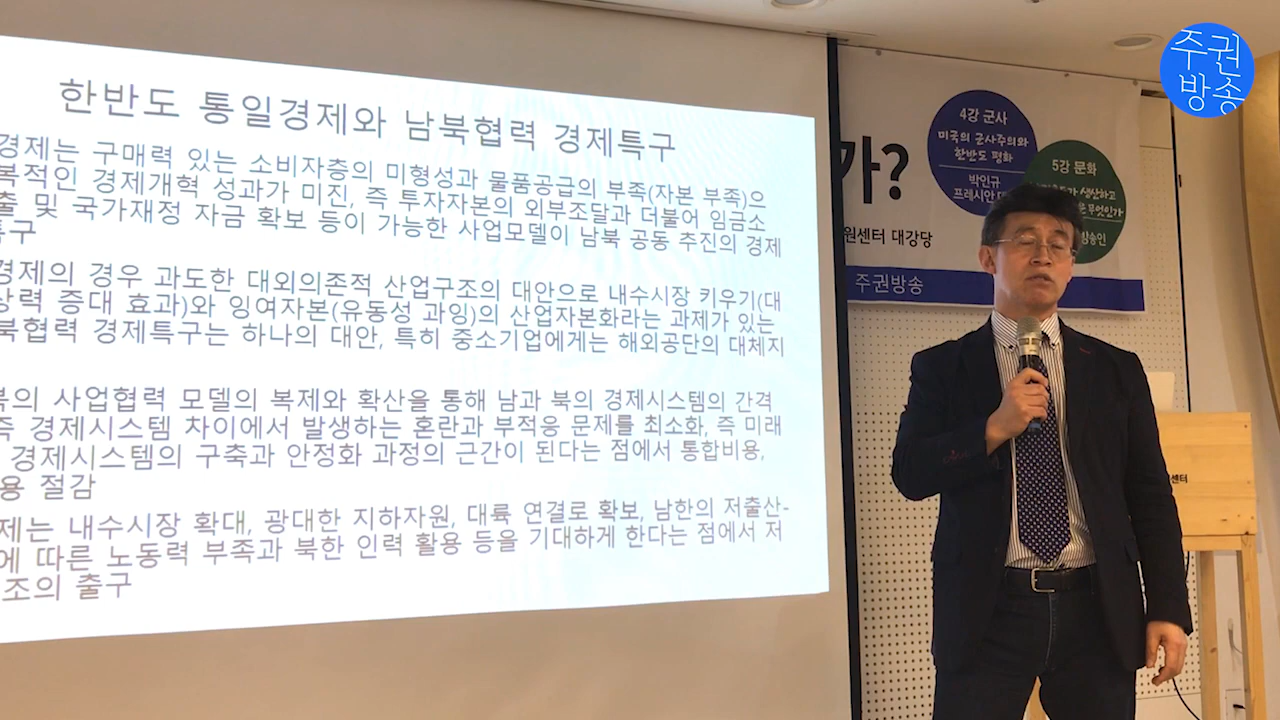 한반도 통일경제와 남북협력 경제특구
경제는 구매력 있는 소비자층의 미형성과 물품공급의 부족(자본 부족)으
복적인 경제개혁 성과가 미진, 즉 투자자본의 외부조달과 더불어 임금소
출 및 국가재정 자금 확보 등이 가능한 사업모델이 남북 공동 추진의 경제
특구
경제의 경우 과도한 대외의존적 산업구조의 대안으로 내수시장 키우기(대
상력 증대 효과)와 잉여자본(유동성 과잉)의 산업자본화라는 과제가 있는
북협력 경제특구는 하나의 대안, 특히 중소기업에게는 해외공단의 대체지
북의 사업협력 모델의 복제와 확산을 통해 남과 북의 경제시스템의 간격
즉 경제시스템 차이에서 발생하는 혼란과 부적응 문제를 최소화, 즉 미래
경제시스템의 구축과 안정화 과정의 근간이 된다는 점에서 통합비용,
용 절감
제는 내수시장 확대, 광대한 지하자원, 대륙 연결로 확보, 남한의 저출산-
에 따른 노동력 부족과 북한 인력 활용 등을 기대하게 한다는 점에서 저
조의 출구
가?
4강 군사
미국의 군사주의와
한반도 평화
박인규
프레시안 대
5강 문화
생산하고
무엇인가
방송인
원센터 대강당
주권방송
센터
주권
방송